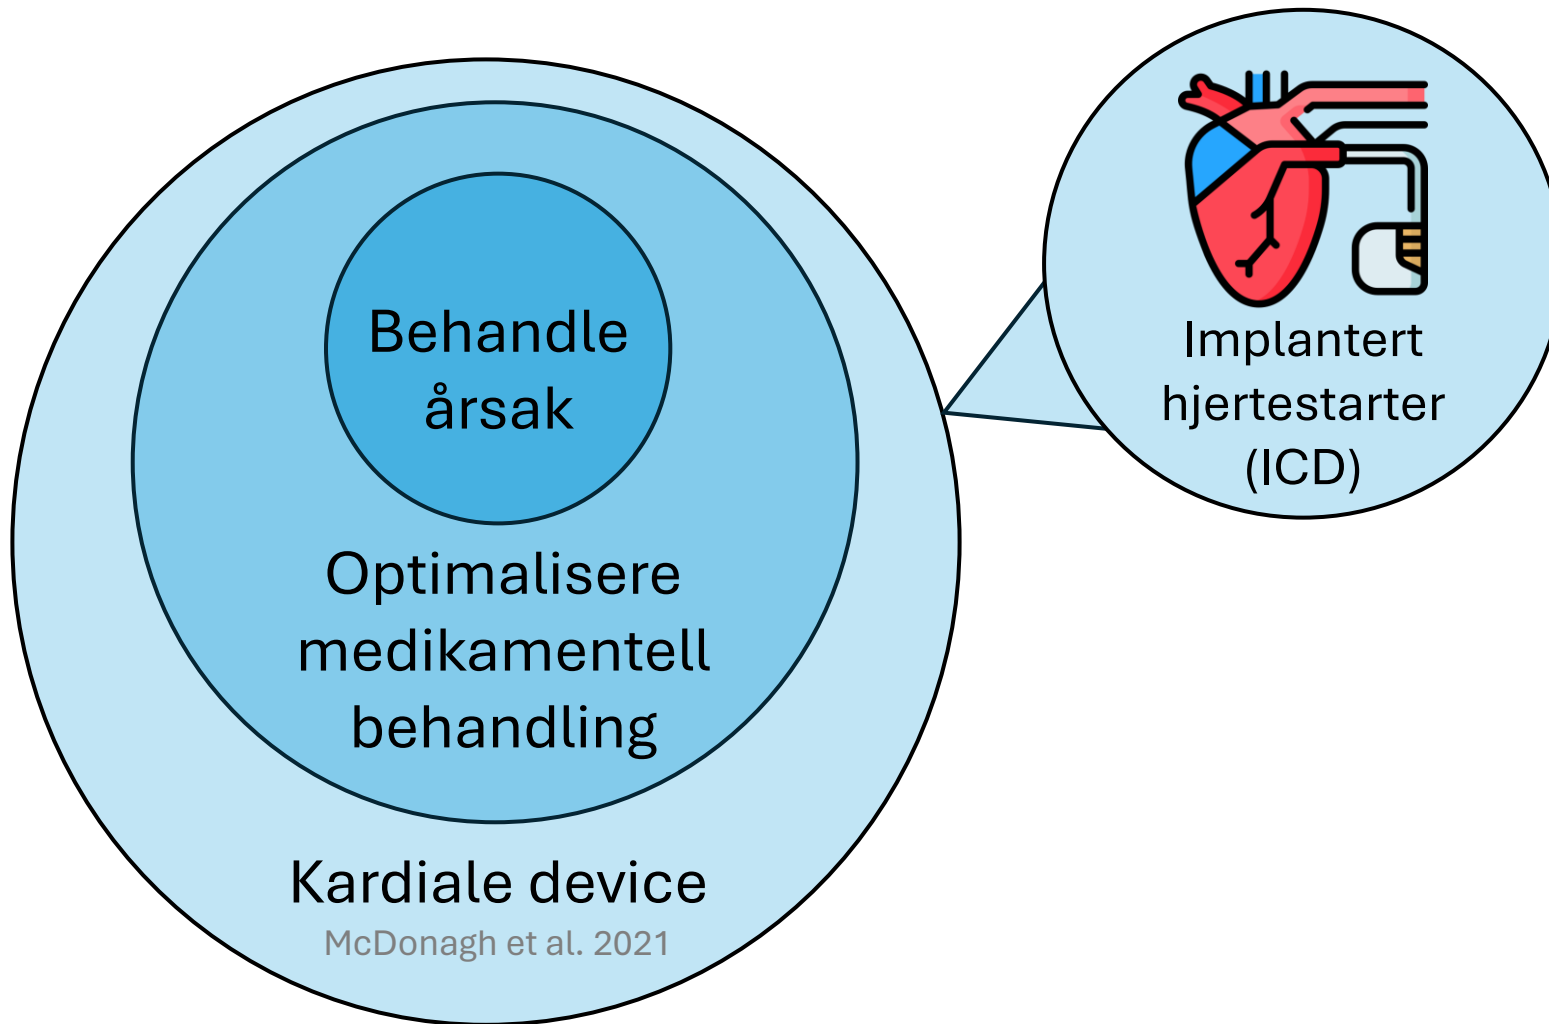 Behandle
årsak
Optimalisere
medikamentell
behandling
Kardiale device
McDonagh et al. 2021
Implantert
hjertestarter
(ICD)